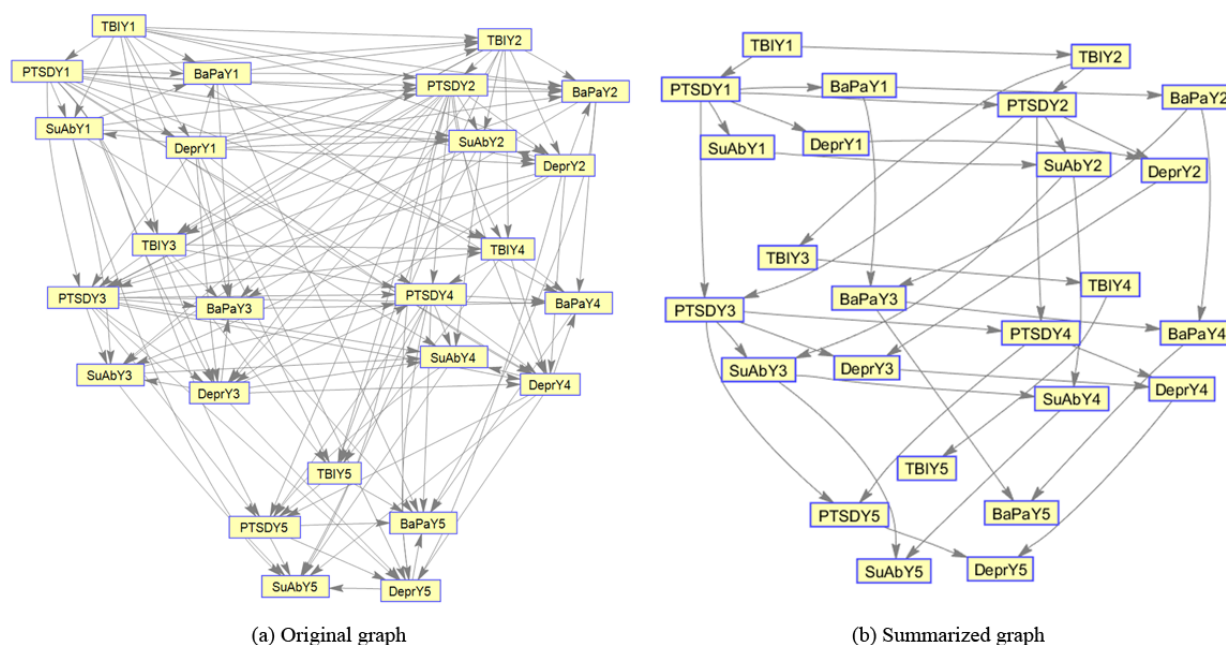 TBIY1
TBIY2
PTSDY1
BaPaY1
PTSDY2
BaPaY2
SuAbY1
DeprY1
SuAbY2
DeprY2
TBIY3
TBIY4
PTSDY3
BaPaY3
PTSDY4
BaPaY4
SuAbY3
DeprY3
SuAbY4
DeprY4
TBIY5
PTSDY5
BaPaY5
SuAbY5
DeprY5
(a) Original graph
TBIY1
TBIY2
PTSDY1
BaPaY1
PTSDY2
BaPaY2
SuAbY1
DeprY1
SuAbY2
DeprY2
TBIY3
TBIY4
PTSDY3
BaPaY3
PTSDY4
BaPaY4
SuAbY3
DeprY3
SuAbY4
DeprY4
TBIY5
PTSDY5
BaPaY5
SuAbY5
DeprY5
(b) Summarized graph